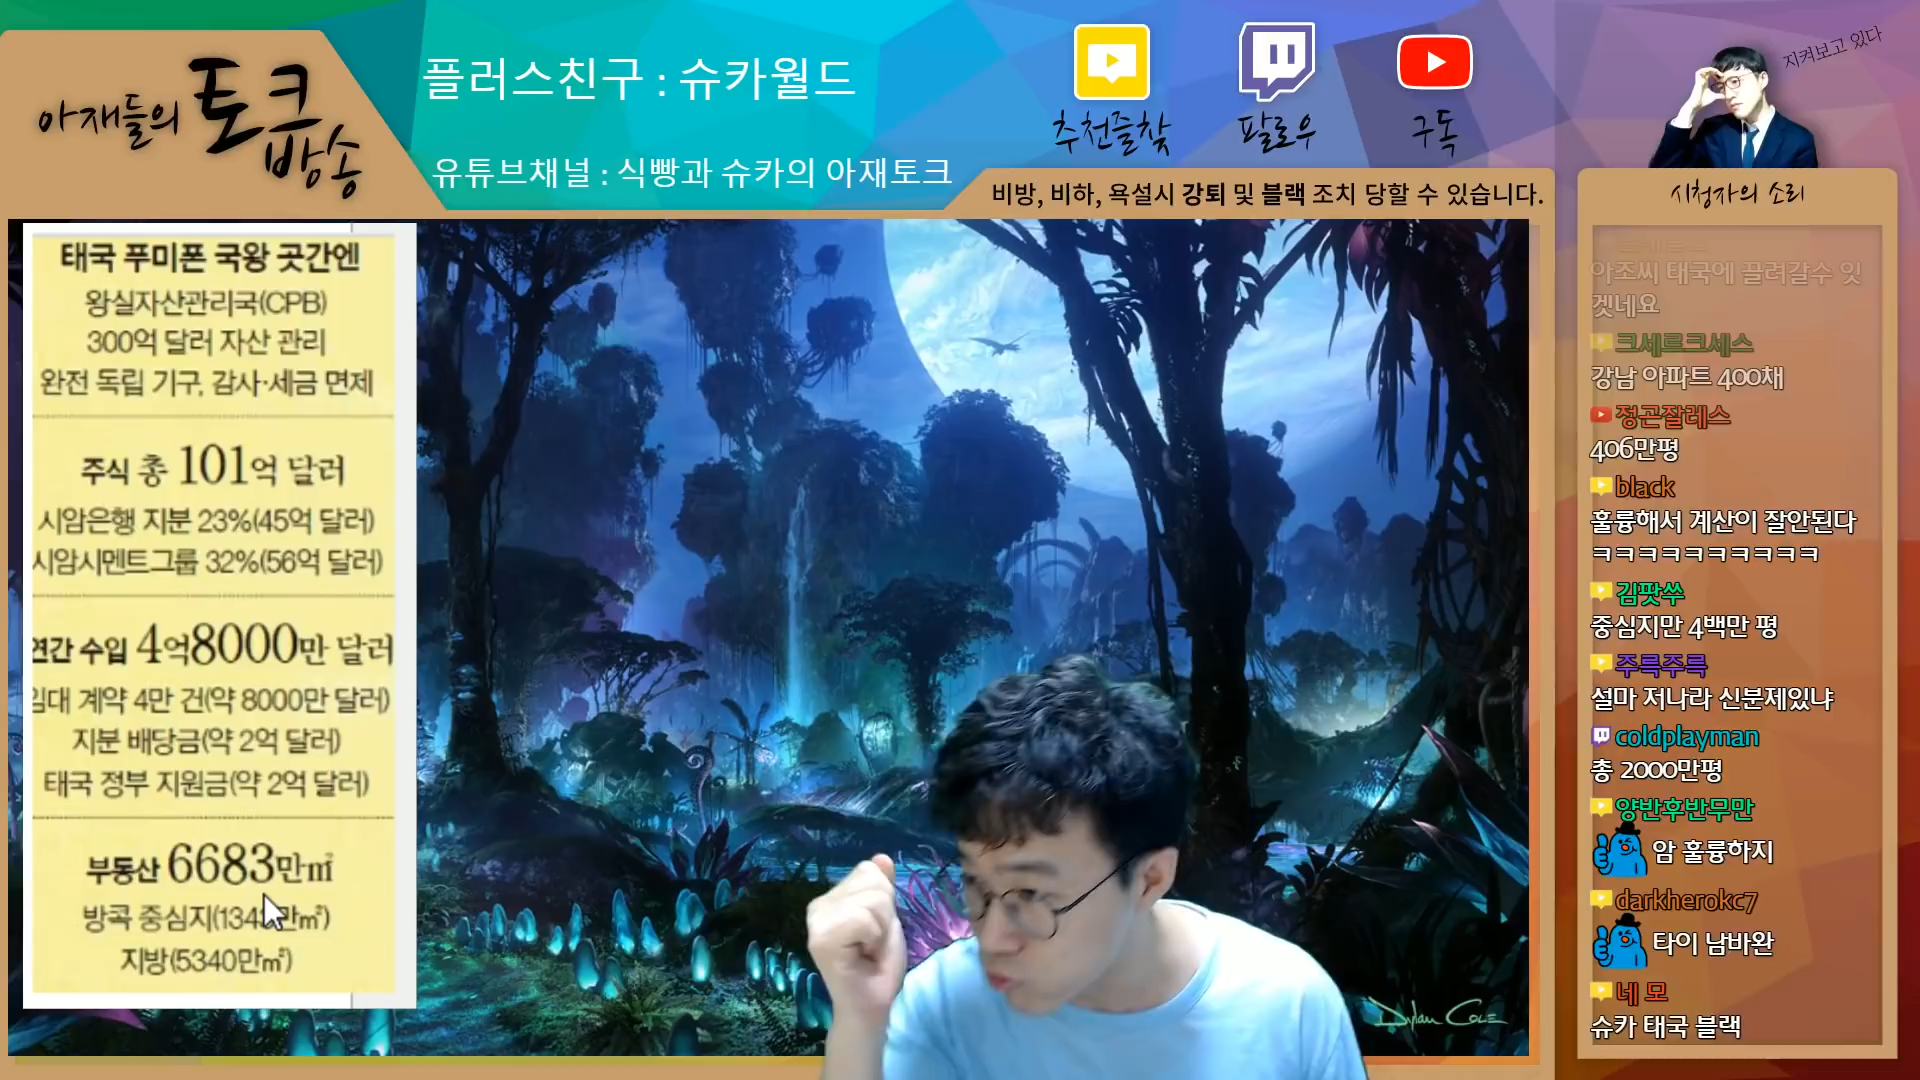 아재들의 토크
방송
플러스친구 : 슈카월드
유튜브채널 : 식빵과 슈카의 아재토크
추천즐찾
팔로우
구독
비방, 비하, 욕설시 강퇴 및 블랙 조치 당할 수 있습니다.
지켜보고 있다
시청자의 소리
태국 푸미폰 국왕 곳간엔
왕실자산관리국(CPB)
300억 달러 자산 관리
완전 독립 기구, 감사·세금 면제
주식 총 101억 달러
시암은행 지분 23%(45억 달러)
시암시멘트그룹 32%(56억 달러)
연간 수입 4억8000만 달러
임대 계약 4만 건(약 8000만 달러)
지분 배당금(약 2억 달러)
태국 정부 지원금(약 2억 달러)
부동산 6683만㎡
방콕 중심지
지방(5340만㎡)
Dylan Cole
아조씨 태국에 끌려갈수 잇
겟네요
크세르크세스
강남 아파트 400채
정곤잘레스
406만평
black
훌륭해서 계산이 잘안된다
ㅋㅋㅋㅋㅋㅋㅋㅋㅋㅋ
김팟쑤
중심지만 4백만 평
주륵주륵
설마 저나라 신분제있냐
coldplayman
총 2000만평
양반후반무만
암 훌륭하지
darkherokc7
타이 남바완
네 모
슈카 태국 블랙